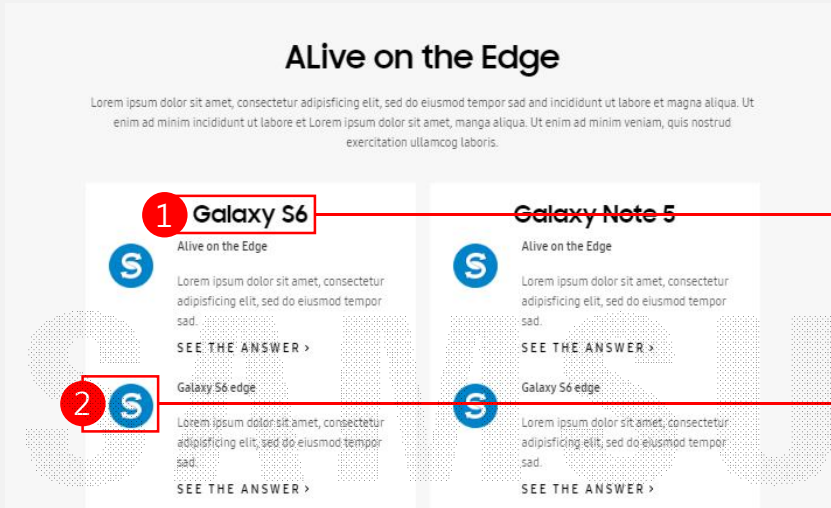 ALive on the Edge
Lorem ipsum dolor sit amet, consectetur adipisficing elit, sed do eiusmod tempor sad and incididunt ut labore et magna aliqua. Ut
enim ad minim incididunt ut labore et Lorem ipsum dolor sit amet, manga aliqua. Ut enim ad minim veniam, quis nostrud
exercitation ullamcog laboris.
1 Galaxy S6
Alive on the Edge
S
Lorem ipsum dolor sit amet, consectetur
adipisficing elit, sed do eiusmod tempor
sad.
SEE THE ANSWER >
2
S
Galaxy S6 edge
Lorem ipsum dolor sit amet, consectetur
adipisficing elit, sed do eiusmod tempor
sad.
SEE THE ANSWER >
Galaxy Note 5
Alive on the Edge
S
Lorem ipsum dolor sit amet, consectetur
adipisficing elit, sed do eiusmod tempor
sad.
SEE THE ANSWER >
Galaxy S6 edge
S
Lorem ipsum dolor sit amet, consectetur
adipisficing elit, sed do eiusmod tempor
sad.
SEE THE ANSWER >
SAMSU